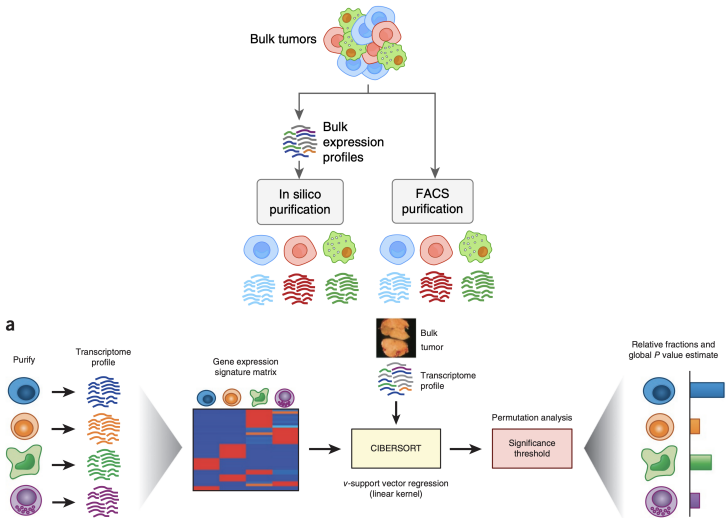 Bulk tumors
Bulk
expression
profiles
In silico
purification
FACS
purification
a
Purify
Transcriptome
profile
Gene expression
signature matrix
Bulk
tumor
Transcriptome
profile
CIBERSORT
ν-support vector regression
(linear kernel)
Permutation analysis
Significance
threshold
Relative fractions and
global P value estimate